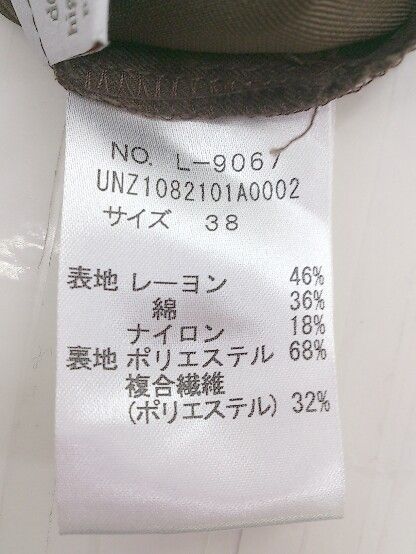 NO. L-9067
UNZ1082101A0002
サイズ 38
表地 レーヨン 46%
綿 36%
ナイロン 18%
裏地 ポリエステル 68%
複合繊維
(ポリエステル) 32%